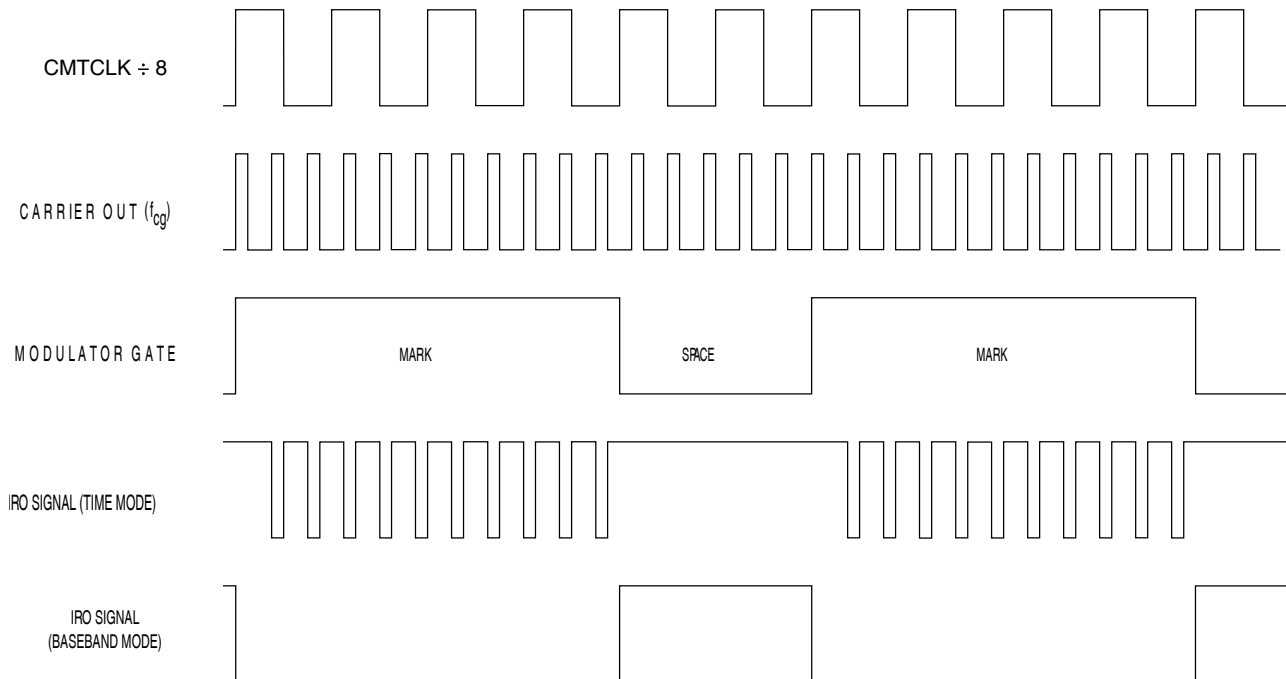 CMTCLK ÷ 8
CARRIER OUT (fcg)
MODULATOR GATE
MARK
SPACE
MARK
IRO SIGNAL (TIME MODE)
IRO SIGNAL
(BASEBAND MODE)